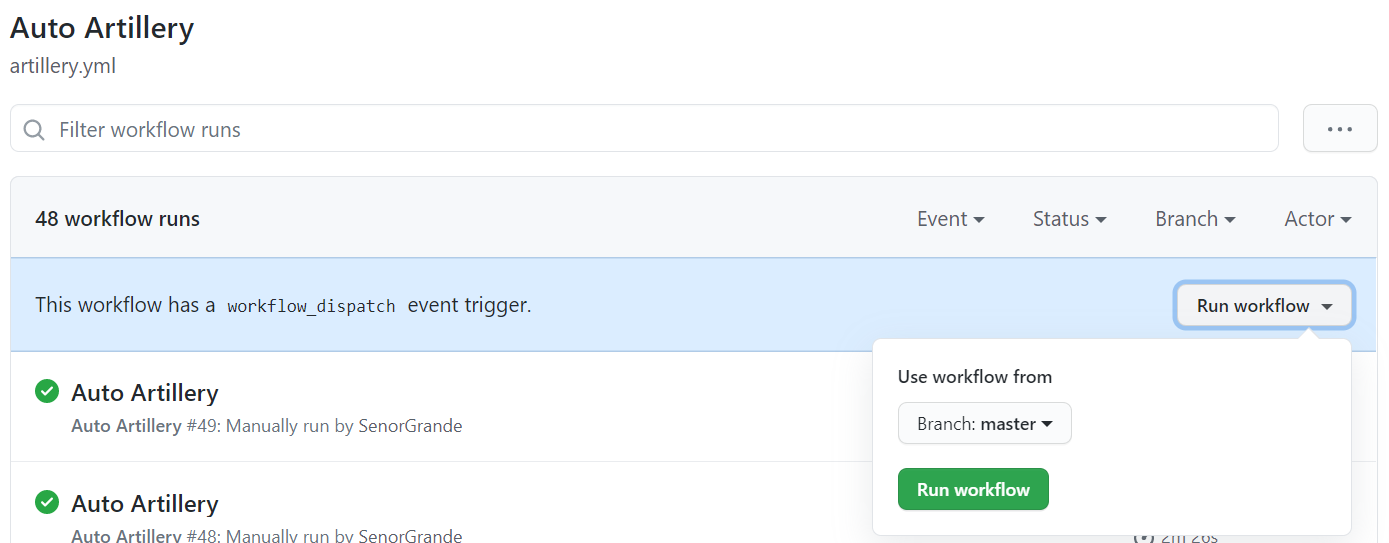 Auto Artillery
artillery.yml
Filter workflow runs
48 workflow runs
Event
Status
Branch
Actor
This workflow has a workflow_dispatch event trigger.
Run workflow
Use workflow from
Branch: master
Run workflow
Auto Artillery
Auto Artillery #49: Manually run by SenorGrande
Auto Artillery
Auto Artillery #48: Manually run by SenorGrande
2m 26s